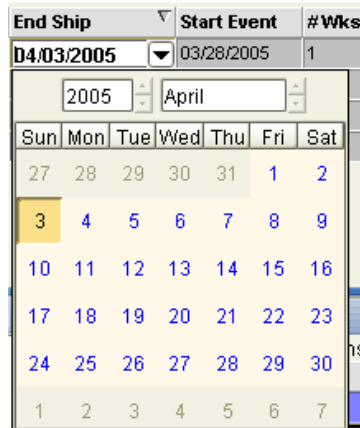 End Ship Start Event #Wks
04/03/2005 03/28/2005 1
2005 April
Sun Mon Tue Wed Thu Fri Sat
27 28 29 30 31 1 2
3 4 5 6 7 8 9
10 11 12 13 14 15 16
17 18 19 20 21 22 23
24 25 26 27 28 29 30
1 2 3 4 5 6 7